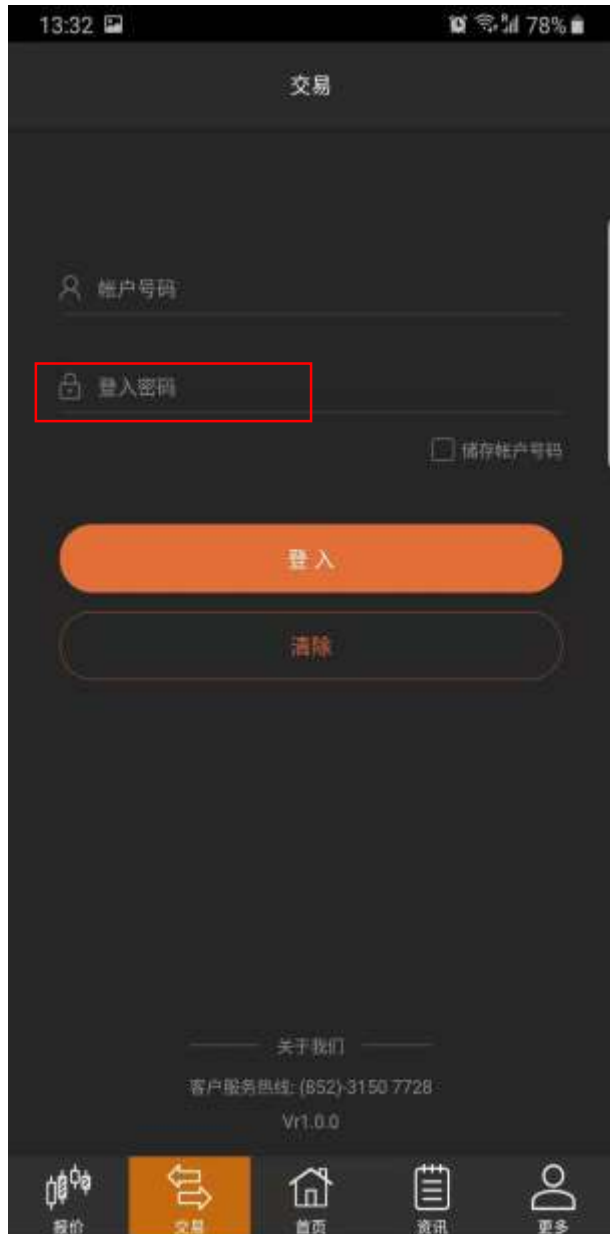 13:32
78%
交易
帐户号码
登入密码
储存帐户号码
登入
清除
关于我们
客户服务热线: (852)-3150 7728
Vr1.0.0
报价 交易 首页 资讯 更多